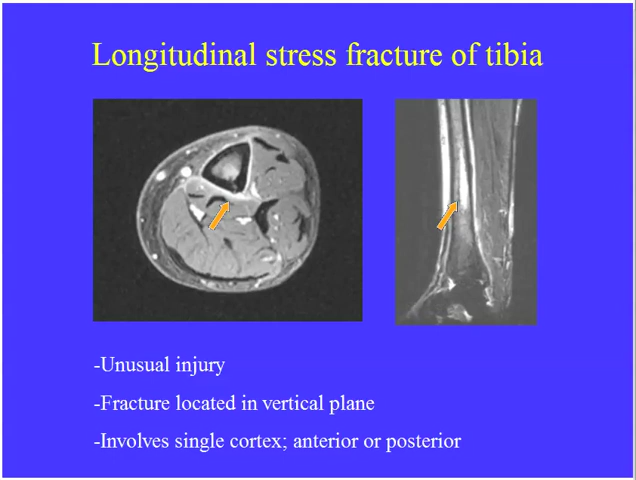 Longitudinal stress fracture of tibia
-Unusual injury
-Fracture located in vertical plane
-Involves single cortex; anterior or posterior